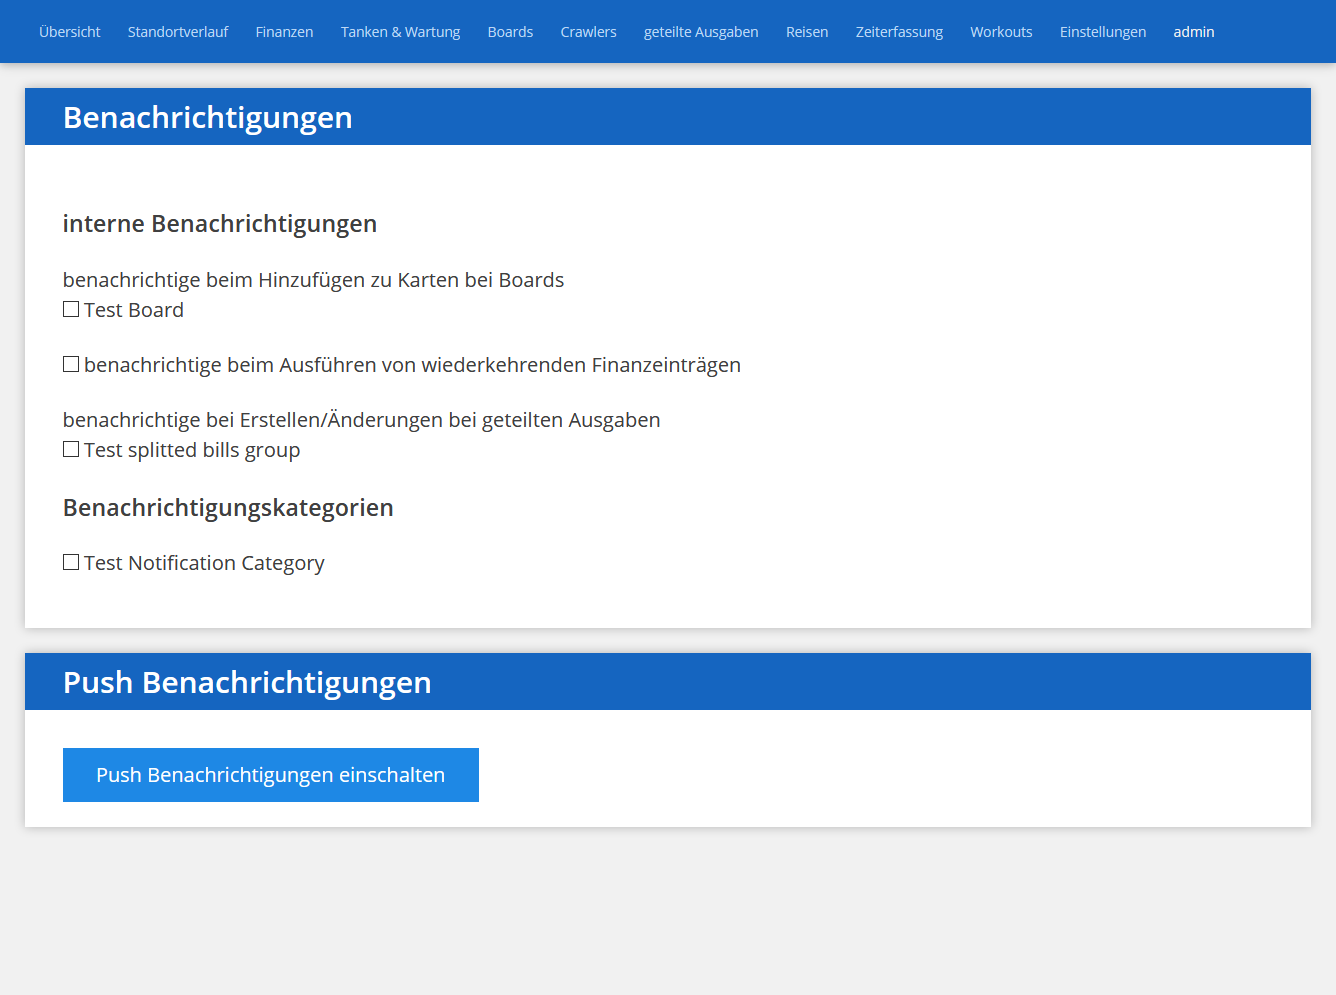 Übersicht Standortverlauf Finanzen Tanken & Wartung Boards Crawlers geteilte Ausgaben Reisen Zeiterfassung Workouts Einstellungen admin
Benachrichtigungen
interne Benachrichtigungen
benachrichtige beim Hinzufügen zu Karten bei Boards
Test Board
benachrichtige beim Ausführen von wiederkehrenden Finanzeinträgen
benachrichtige bei Erstellen/Änderungen bei geteilten Ausgaben
Test splitted bills group
Benachrichtigungskategorien
Test Notification Category
Push Benachrichtigungen
Push Benachrichtigungen einschalten